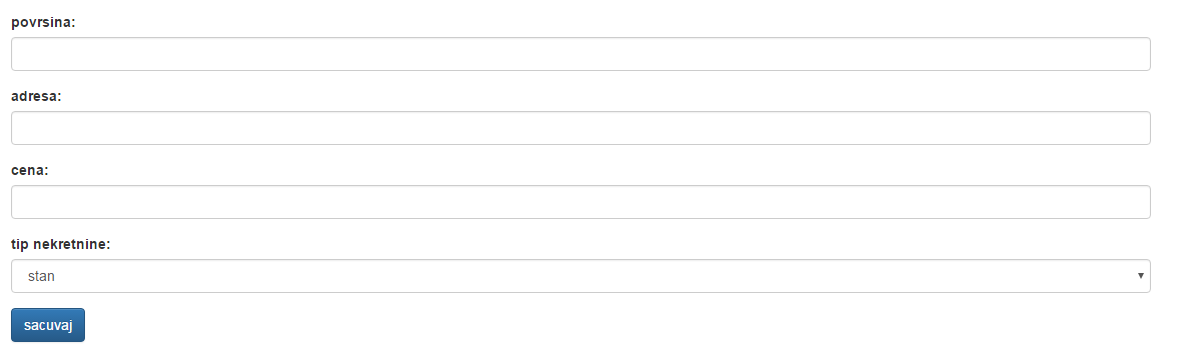 povrsina:
adresa:
cena:
tip nekretnine:
stan
sacuvaj